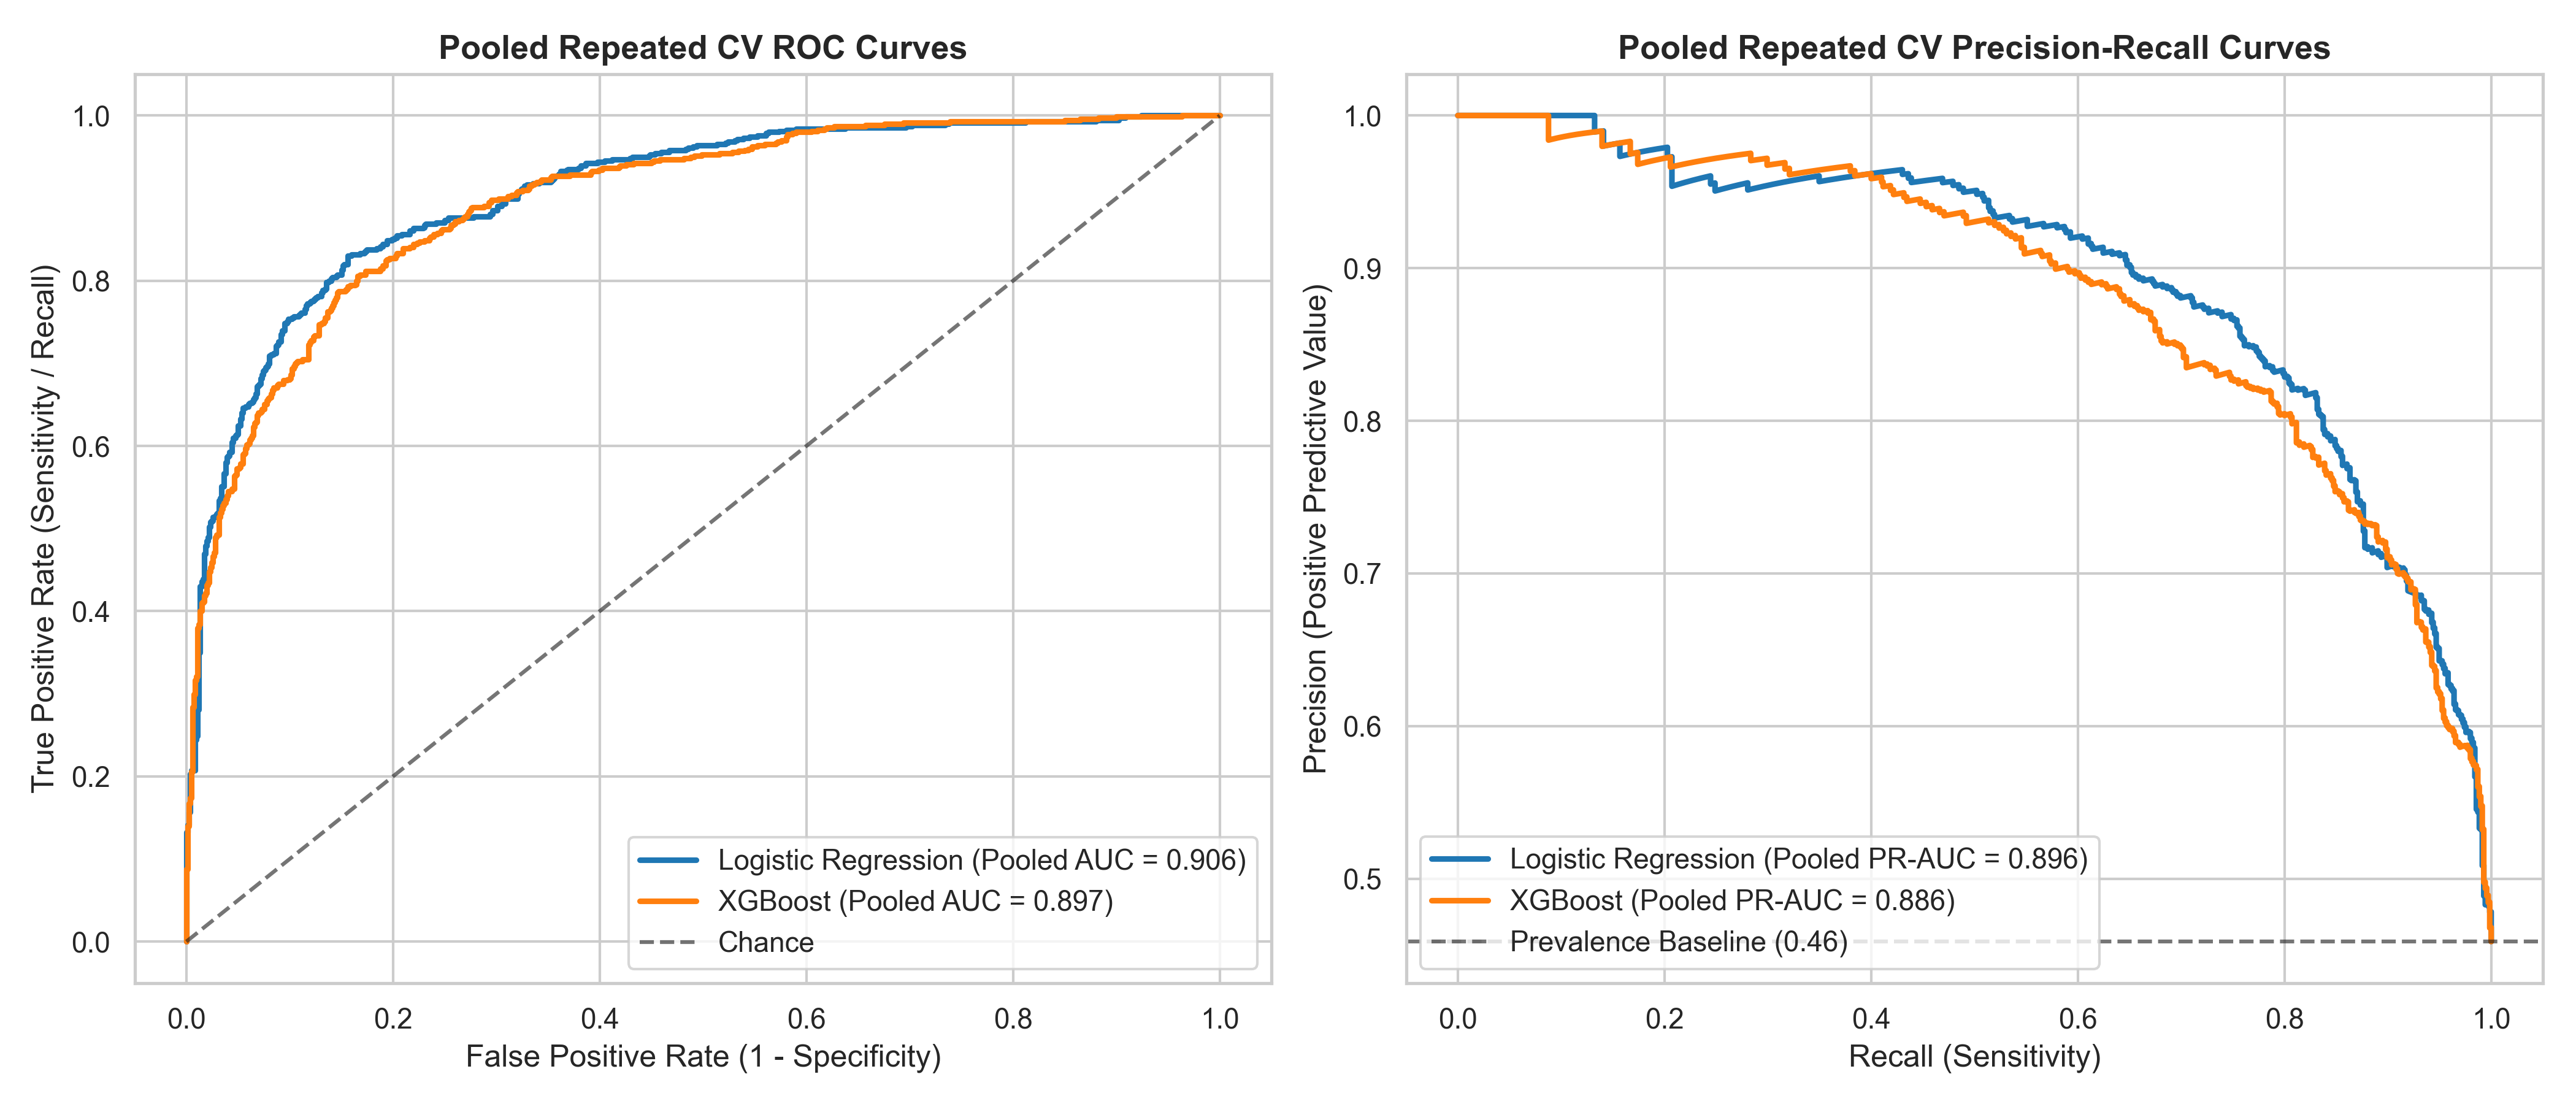 Pooled Repeated CV ROC Curves
True Positive Rate (Sensitivity / Recall)
1.0
0.8
0.6
0.4
0.2
0.0
Logistic Regression (Pooled AUC = 0.906)
XGBoost (Pooled AUC = 0.897)
Chance
0.0 0.2 0.4 0.6 0.8 1.0
False Positive Rate (1 - Specificity)
Pooled Repeated CV Precision-Recall Curves
Precision (Positive Predictive Value)
1.0
0.9
0.8
0.7
0.6
0.5
Logistic Regression (Pooled PR-AUC = 0.896)
XGBoost (Pooled PR-AUC = 0.886)
Prevalence Baseline (0.46)
0.0 0.2 0.4 0.6 0.8 1.0
Recall (Sensitivity)